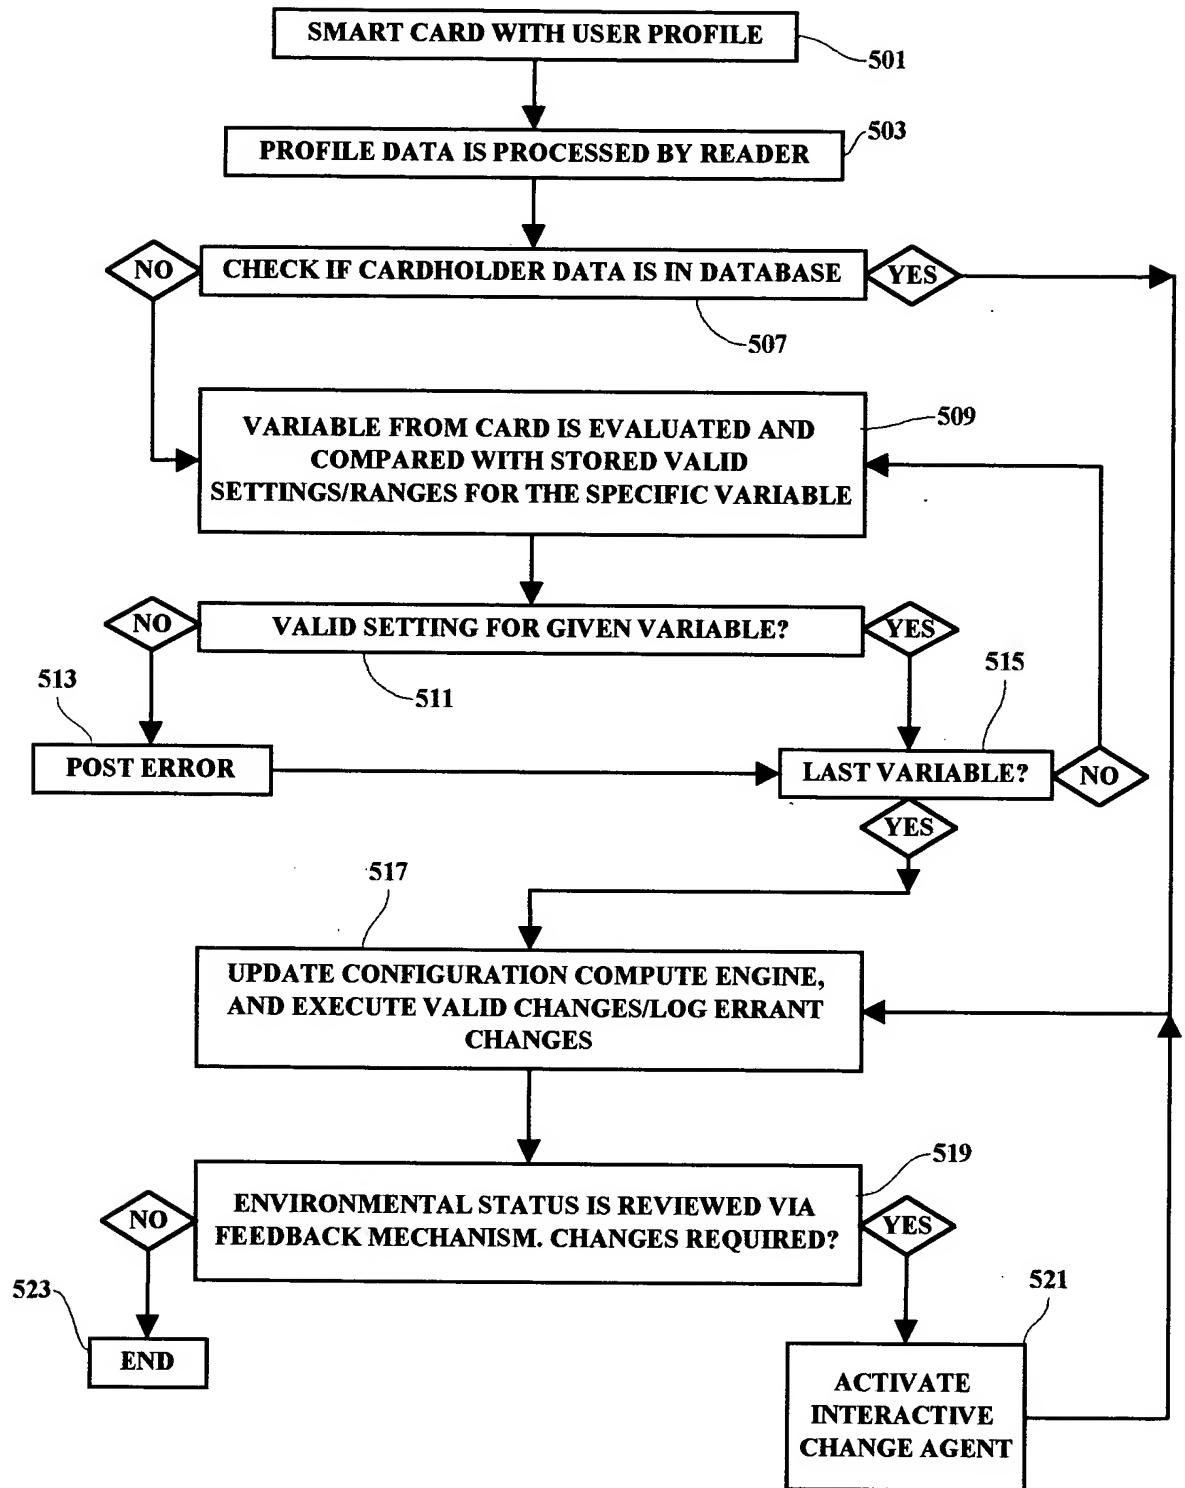 SMART CARD WITH USER PROFILE
501
503
PROFILE DATA IS PROCESSED BY READER
NO
CHECK IF CARDHOLDER DATA IS IN DATABASE
YES
507
509
VARIABLE FROM CARD IS EVALUATED AND
COMPARED WITH STORED VALID
SETTINGS/RANGES FOR THE SPECIFIC VARIABLE
NO
VALID SETTING FOR GIVEN VARIABLE?
YES
511
513
515
POST ERROR
LAST VARIABLE?
NO
YES
517
UPDATE CONFIGURATION COMPUTE ENGINE,
AND EXECUTE VALID CHANGES/LOG ERRANT
CHANGES
519
NO
ENVIRONMENTAL STATUS IS REVIEWED VIA
FEEDBACK MECHANISM. CHANGES REQUIRED?
YES
523
521
END
ACTIVATE
INTERACTIVE
CHANGE AGENT